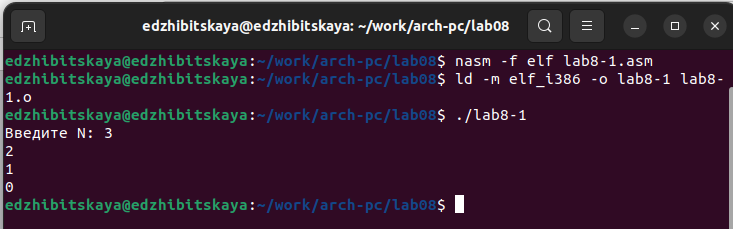 edzhibitskaya@edzhibitskaya: ~/work/arch-pc/lab08
edzhibitskaya@edzhibitskaya:~/work/arch-pc/lab08$ nasm -f elf lab8-1.asm
edzhibitskaya@edzhibitskaya:~/work/arch-pc/lab08$ ld -m elf_i386 -o lab8-1 lab8-
1.o
edzhibitskaya@edzhibitskaya:~/work/arch-pc/lab08$ ./lab8-1
Введите N: 3
2
1
0
edzhibitskaya@edzhibitskaya:~/work/arch-pc/lab08$